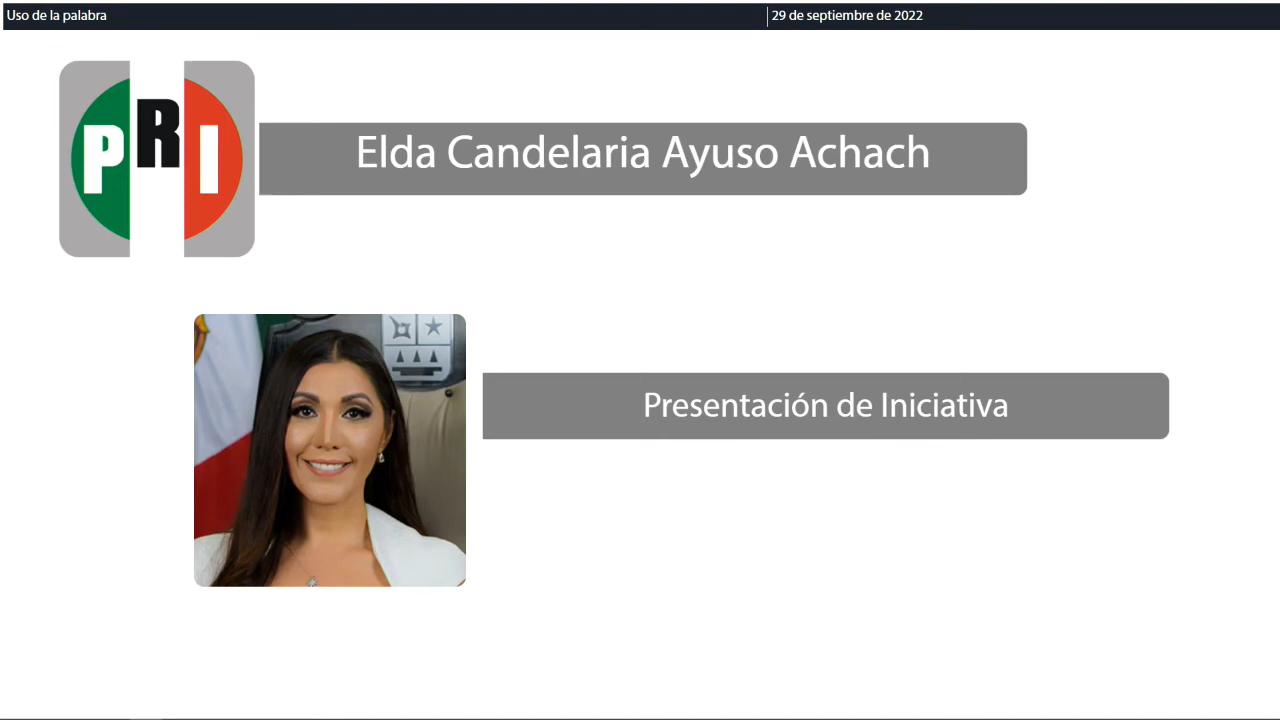 Uso de la palabra
29 de septiembre de 2022
PRI
Elda Candelaria Ayuso Achach
Presentación de Iniciativa